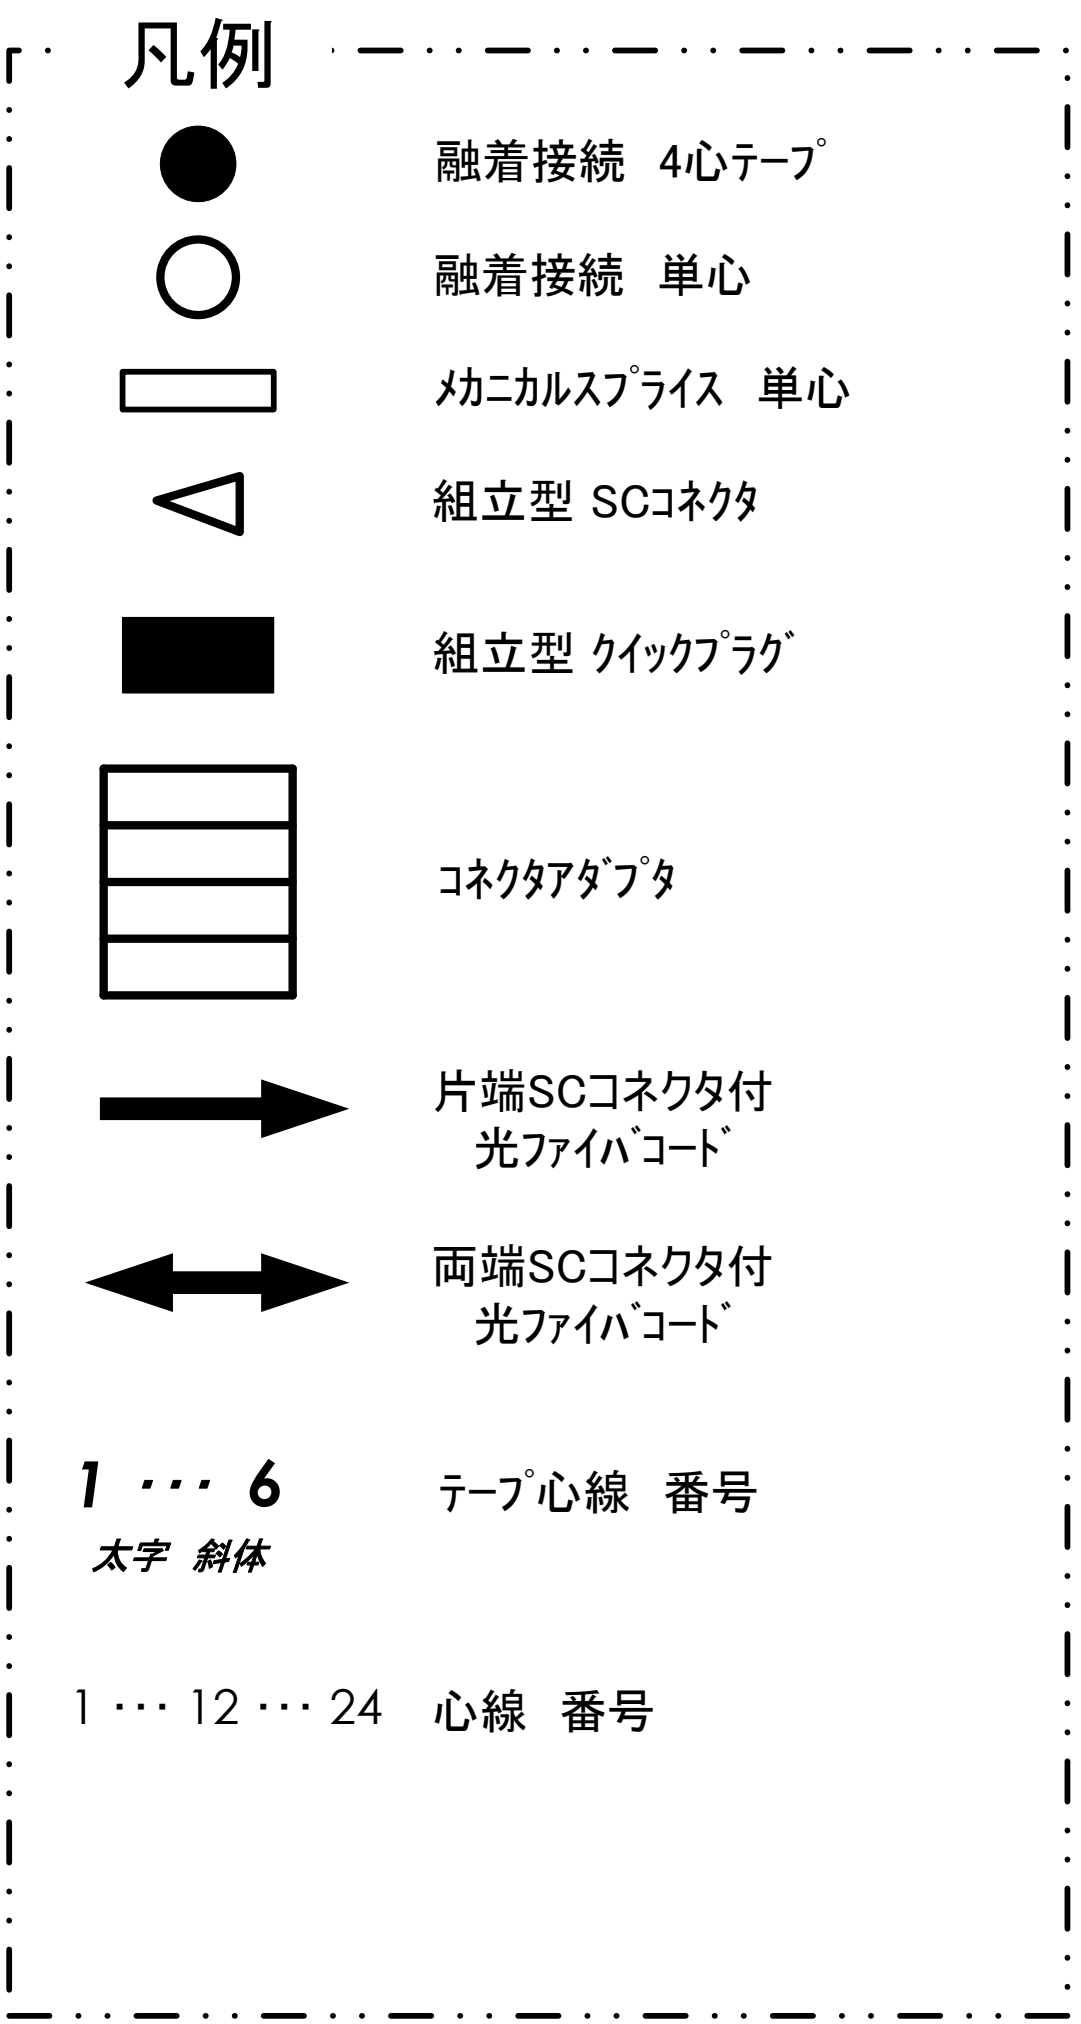 凡例
融着接続 4心ﾃｰﾌﾟ
融着接続 単心
ﾒｶﾆｶﾙｽﾌﾟﾗｲｽ 単心
組立型 SCｺﾈｸﾀ
組立型 ｸｲｯｸﾌﾟﾗｸﾞ
ｺﾈｸﾀｱﾀﾞﾌﾟﾀ
片端SCコネクタ付
光ﾌｧｲﾊﾞｺｰﾄﾞ
両端SCコネクタ付
光ﾌｧｲﾊﾞｺｰﾄﾞ
1 ・・・ 6 ﾃｰﾌﾟ心線 番号
太字 斜体
1 ・・・ 12 ・・・ 24 心線 番号